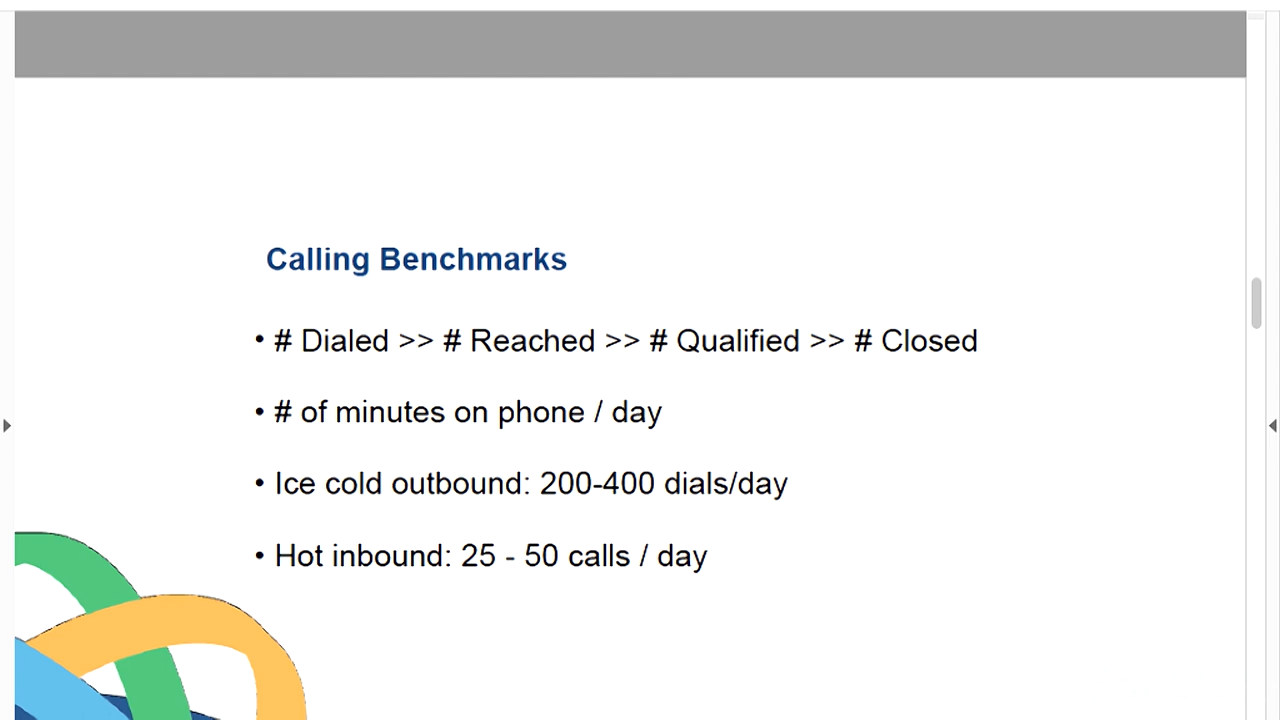 Calling Benchmarks
• # Dialed >> # Reached >> # Qualified >> # Closed
• # of minutes on phone / day
• Ice cold outbound: 200-400 dials/day
• Hot inbound: 25 - 50 calls / day